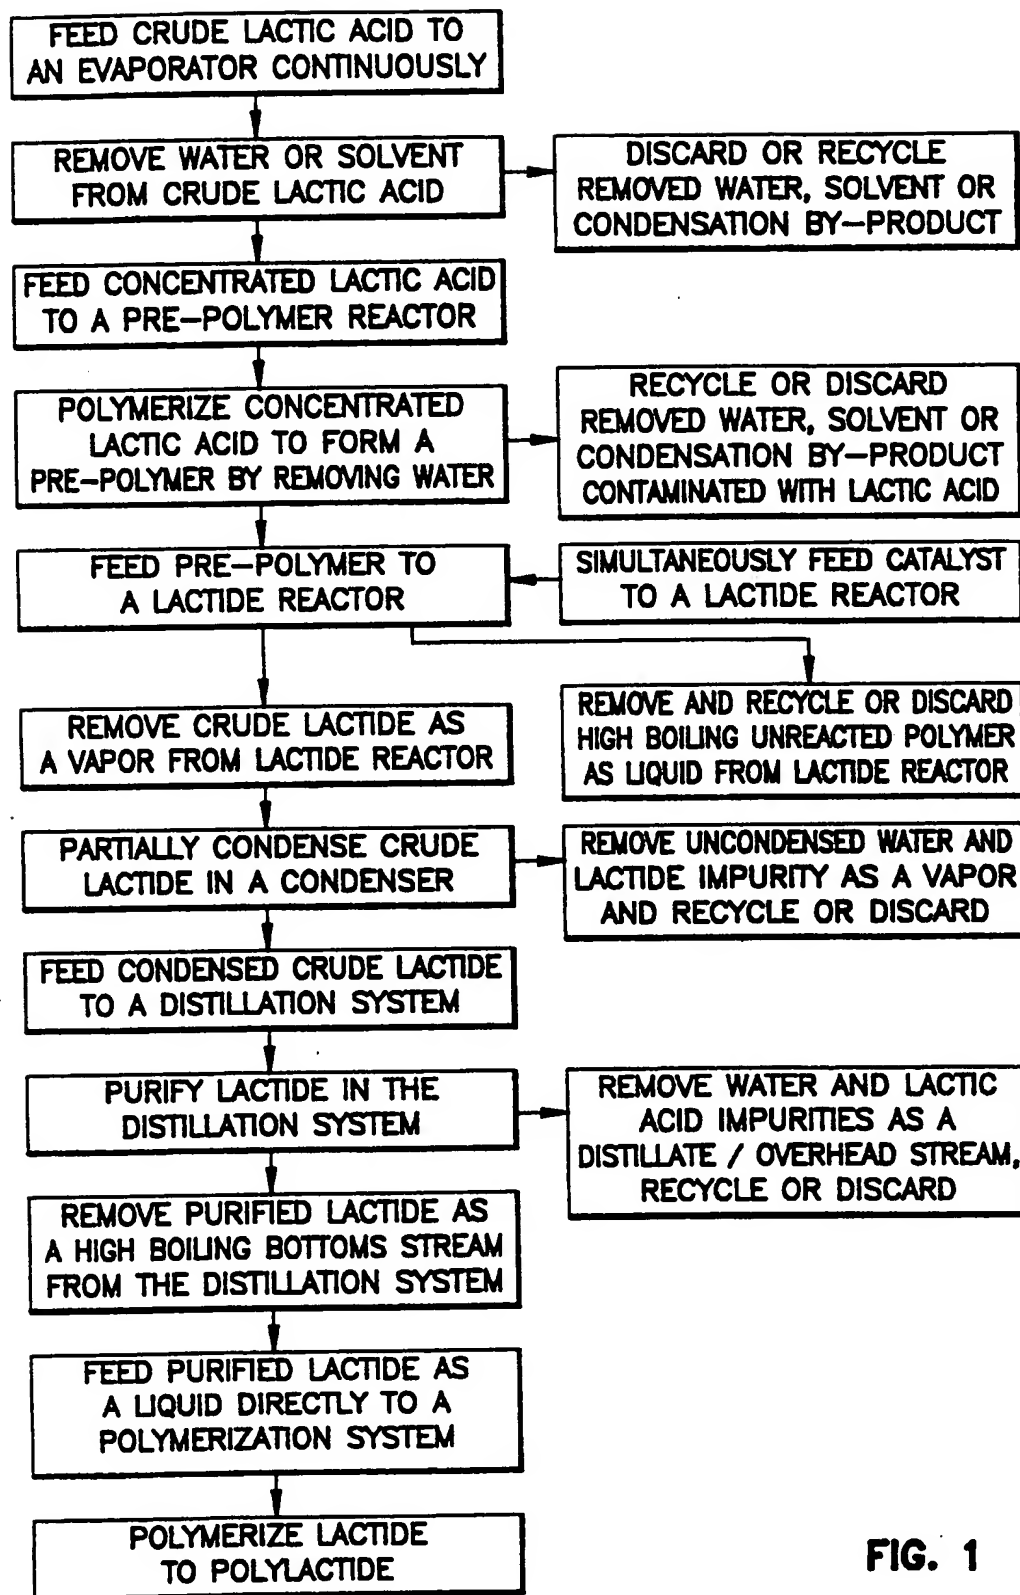 FEED CRUDE LACTIC ACID TO
AN EVAPORATOR CONTINUOUSLY
REMOVE WATER OR SOLVENT
FROM CRUDE LACTIC ACID
DISCARD OR RECYCLE
REMOVED WATER, SOLVENT OR
CONDENSATION BY—PRODUCT
FEED CONCENTRATED LACTIC ACID
TO A PRE—POLYMER REACTOR
POLYMERIZE CONCENTRATED
LACTIC ACID TO FORM A
PRE-POLYMER BY REMOVING WATER
RECYCLE OR DISCARD
REMOVED WATER, SOLVENT OR
CONDENSATION BY—PRODUCT
CONTAMINATED WITH LACTIC ACID
FEED PRE-POLYMER TO
A LACTIDE REACTOR
SIMULTANEOUSLY FEED CATALYST
TO A LACTIDE REACTOR
REMOVE CRUDE LACTIDE AS
A VAPOR FROM LACTIDE REACTOR
REMOVE AND RECYCLE OR DISCARD
HIGH BOILING UNREACTED POLYMER
AS LIQUID FROM LACTIDE REACTOR
PARTIALLY CONDENSE CRUDE
LACTIDE IN A CONDENSER
REMOVE UNCONDENSED WATER AND
LACTIDE IMPURITY AS A VAPOR
AND RECYCLE OR DISCARD
FEED CONDENSED CRUDE LACTIDE
TO A DISTILLATION SYSTEM
PURIFY LACTIDE IN THE
DISTILLATION SYSTEM
REMOVE WATER AND LACTIC
ACID IMPURITIES AS A
DISTILLATE / OVERHEAD STREAM,
RECYCLE OR DISCARD
REMOVE PURIFIED LACTIDE AS
A HIGH BOILING BOTTOMS STREAM
FROM THE DISTILLATION SYSTEM
FEED PURIFIED LACTIDE AS
A LIQUID DIRECTLY TO A
POLYMERIZATION SYSTEM
POLYMERIZE LACTIDE
TO POLYLACTIDE
FIG. 1